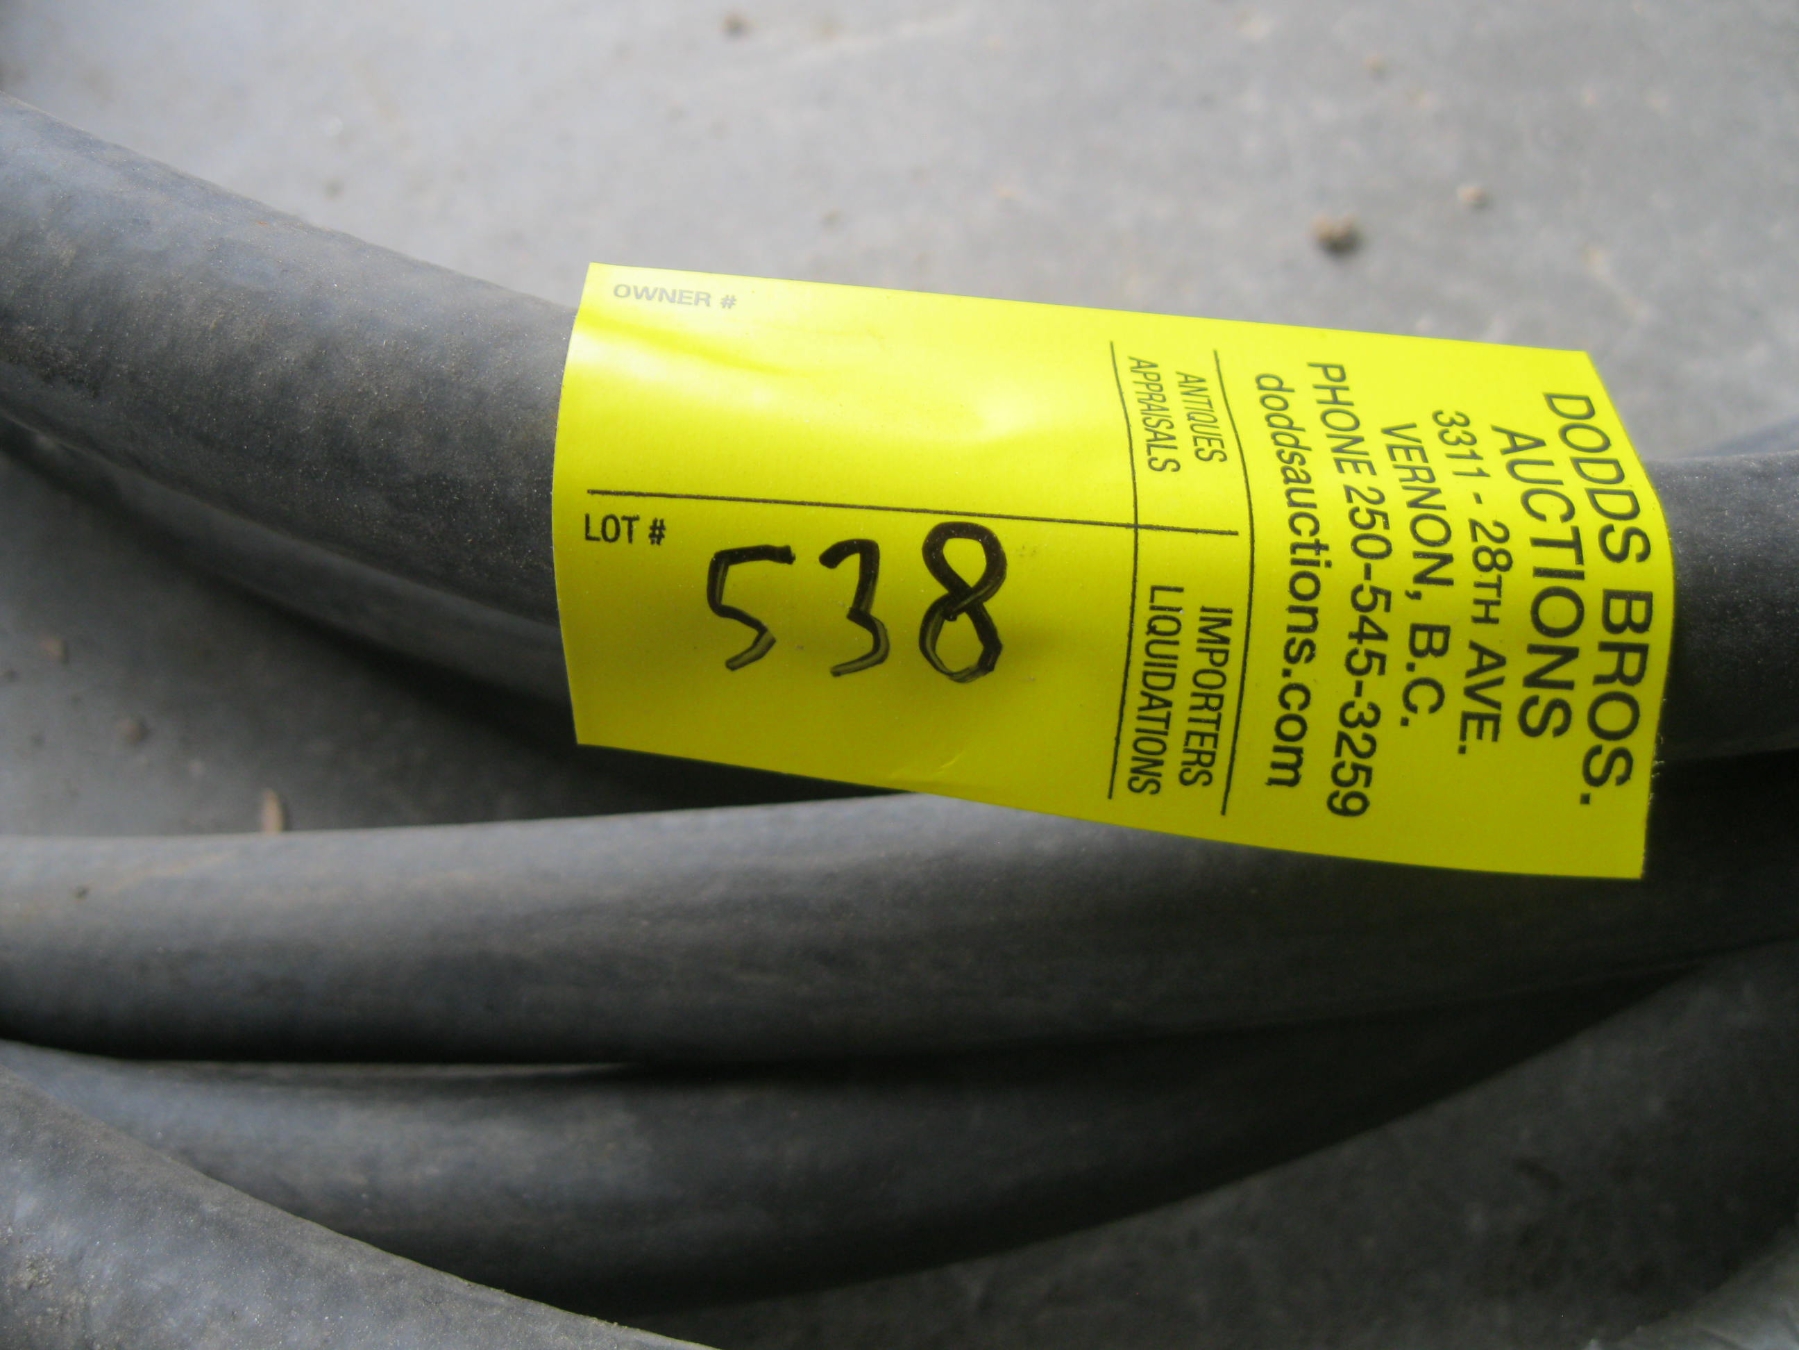 OWNER #
LOT # 538
DODDS BROS.
AUCTIONS
3311 - 28TH AVE.
VERNON, B.C.
PHONE 250-545-3259
doddsauctions.com
ANTIQUES
APPRAISALS
IMPORTERS
LIQUIDATIONS